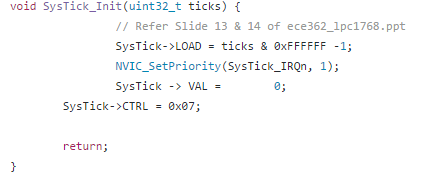 void SysTick_Init(uint32_t ticks) {
// Refer Slide 13 & 14 of ece362_lpc1768.ppt
SysTick->LOAD = ticks & 0xFFFFFF -1;
NVIC_SetPriority(SysTick_IRQn, 1);
SysTick -> VAL =        0;
SysTick->CTRL = 0x07;
return;
}